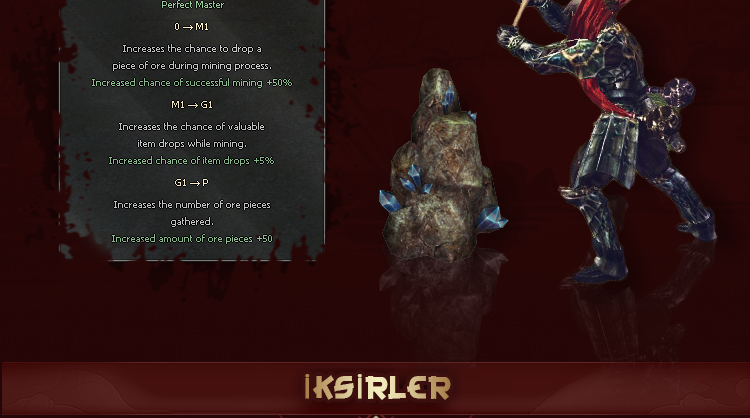 Perfect Master
0 → M1
Increases the chance to drop a
piece of ore during mining process.
Increased chance of successful mining +50%
M1 → G1
Increases the chance of valuable
item drops while mining.
Increased chance of item drops +5%
G1 → P
Increases the number of ore pieces
gathered.
Increased amount of ore pieces +50
İKSİRLER